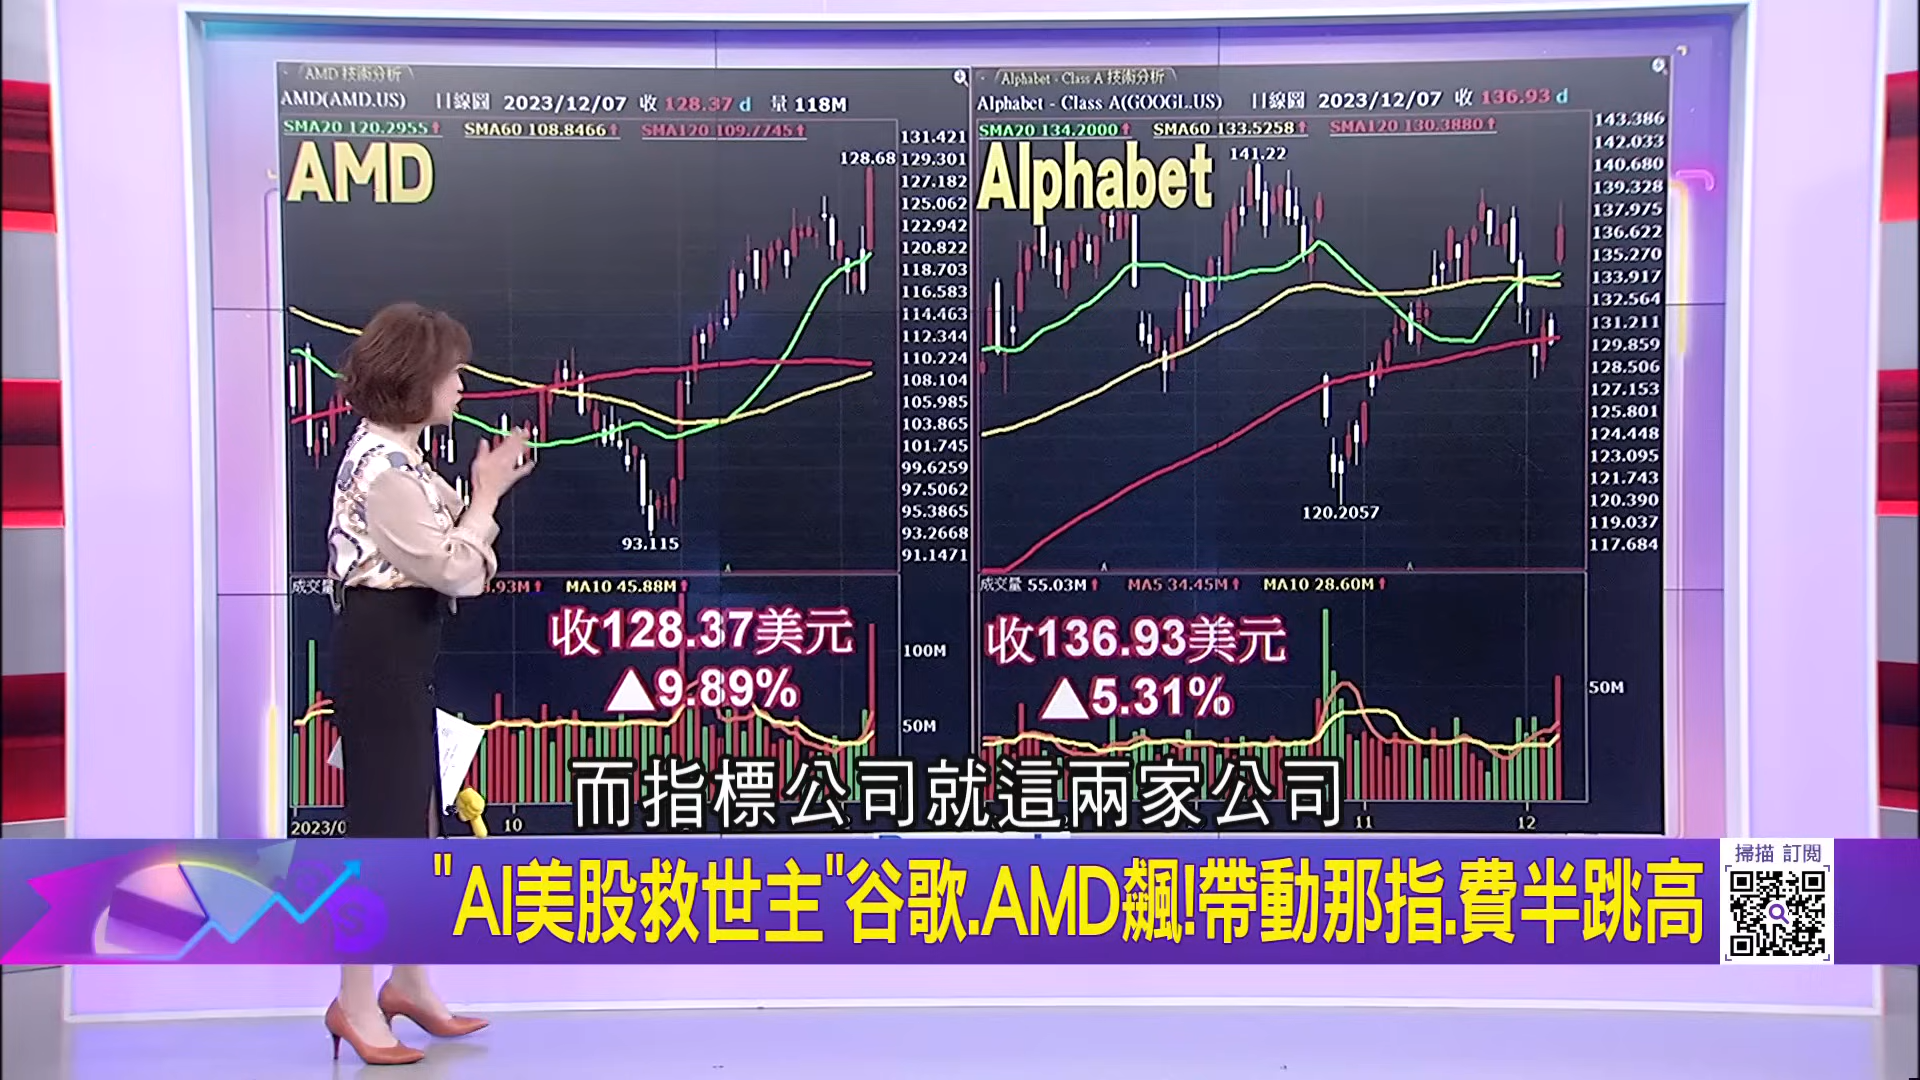 AMD 技術分析
AMD(AMD.US) 日線圖 2023/12/07 收 128.37 d 量 118M
SMA20 120.2955↑ SMA60 108.8466↑ SMA120 109.7745↑
AMD
128.68
93.115
131.421
129.301
127.182
125.062
122.942
120.822
118.703
116.583
114.463
112.344
110.224
108.104
105.985
103.865
101.745
99.6259
97.5062
95.3865
93.2668
91.1471
成交量
MA10 45.88M↑
收128.37美元
▲9.89%
100M
50M
10
Alphabet - Class A 技術分析
Alphabet - Class A(GOOGL.US) 日線圖 2023/12/07 收 136.93 d
SMA20 134.2000↑ SMA60 133.5258↑ SMA120 130.3880↑
Alphabet
141.22
120.2057
143.386
142.033
140.680
139.328
137.975
136.622
135.270
133.917
132.564
131.211
129.859
128.506
127.153
125.801
124.448
123.095
121.743
120.390
119.037
117.684
成交量 55.03M↑ MA5 34.45M↑ MA10 28.60M↑
收136.93美元
▲5.31%
50M
11 12
而指標公司就這兩家公司
"AI美股救世主"谷歌.AMD飆!帶動那指.費半跳高
掃描 訂閱